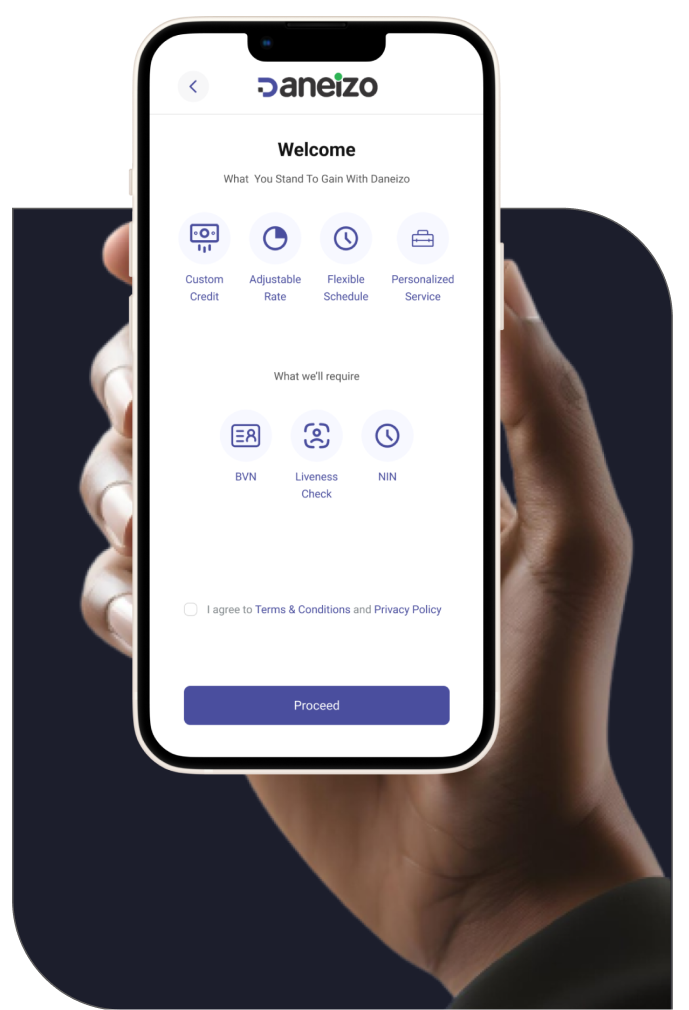 Daneizo
Welcome
What You Stand To Gain With Daneizo
Custom Credit
Adjustable Rate
Flexible Schedule
Personalized Service
What we'll require
BVN
Liveness Check
NIN
I agree to Terms & Conditions and Privacy Policy
Proceed